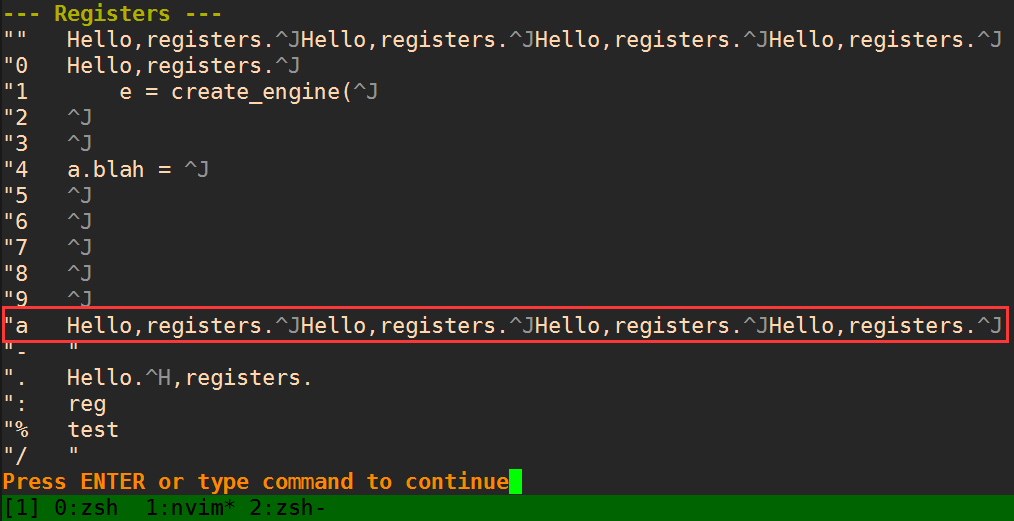 --- Registers ---
""   Hello,registers.^JHello,registers.^JHello,registers.^JHello,registers.^J
"0   Hello,registers.^J
"1       e = create_engine(^J
"2   ^J
"3   ^J
"4   a.blah = ^J
"5   ^J
"6   ^J
"7   ^J
"8   ^J
"9   ^J
"a   Hello,registers.^JHello,registers.^JHello,registers.^JHello,registers.^J
"-   "
".   Hello.^H,registers.
":   reg
"%   test
"/   "
Press ENTER or type command to continue
[1] 0:zsh  1:nvim* 2:zsh-